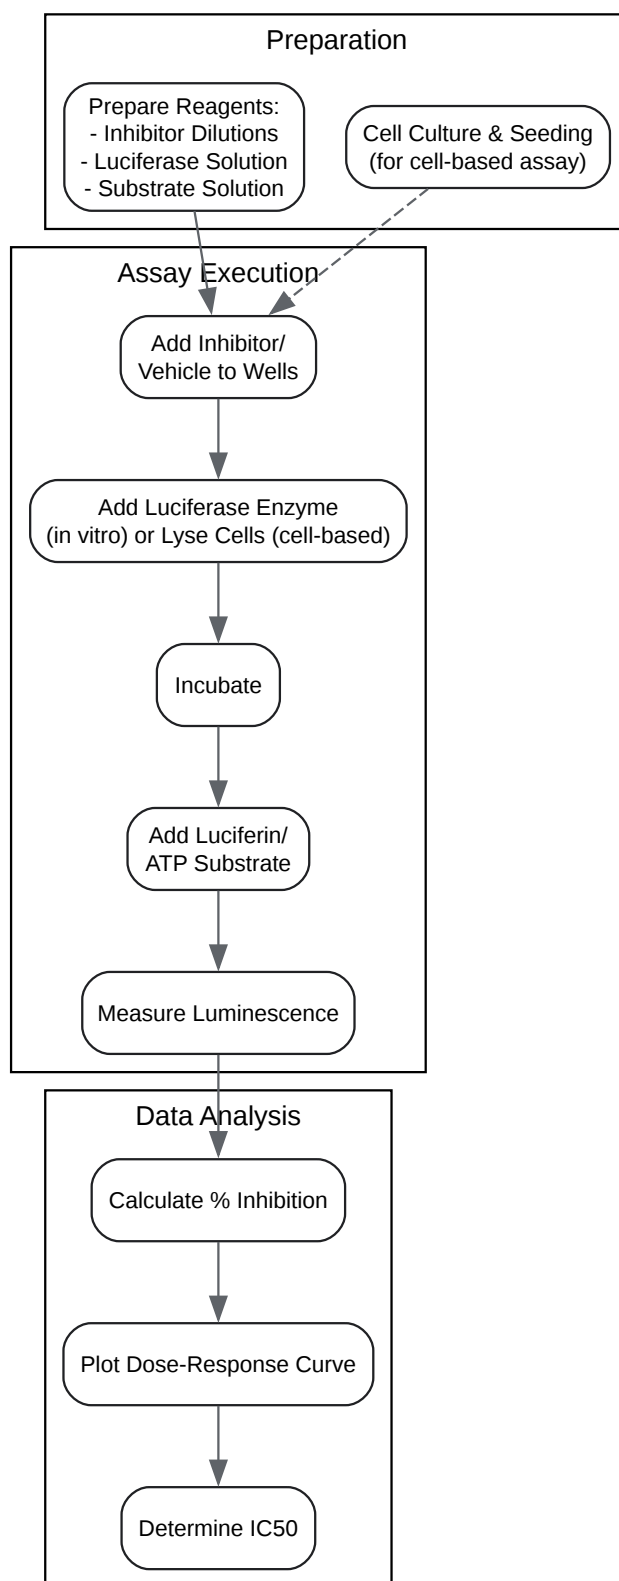 Preparation
Prepare Reagents:
- Inhibitor Dilutions
- Luciferase Solution
- Substrate Solution
Cell Culture & Seeding
(for cell-based assay)
Assay Execution
Add Inhibitor/
Vehicle to Wells
Add Luciferase Enzyme
(in vitro) or Lyse Cells (cell-based)
Incubate
Add Luciferin/
ATP Substrate
Measure Luminescence
Data Analysis
Calculate % Inhibition
Plot Dose-Response Curve
Determine IC50